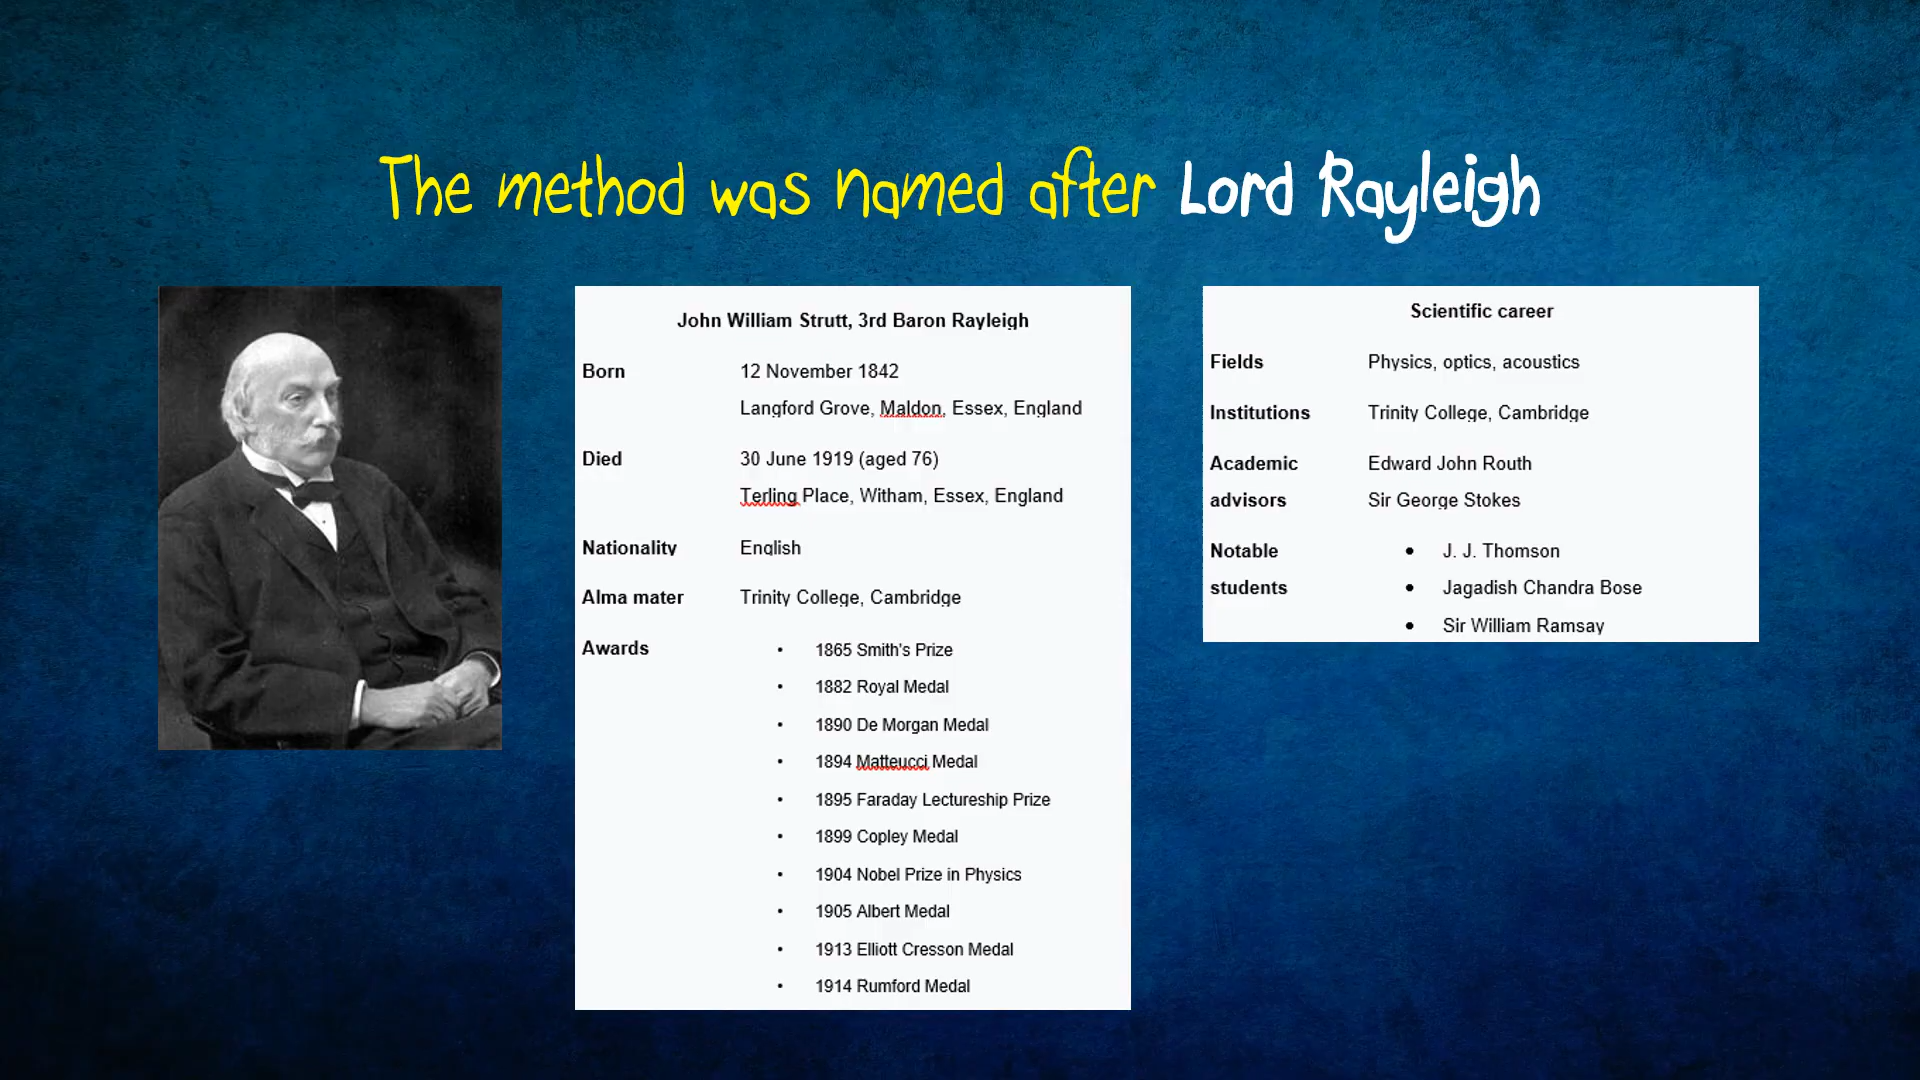 The method was named after Lord Rayleigh
John William Strutt, 3rd Baron Rayleigh
Born 12 November 1842
Langford Grove, Maldon, Essex, England
Died 30 June 1919 (aged 76)
Terling Place, Witham, Essex, England
Nationality English
Alma mater Trinity College, Cambridge
Awards • 1865 Smith's Prize
• 1882 Royal Medal
• 1890 De Morgan Medal
• 1894 Matteucci Medal
• 1895 Faraday Lectureship Prize
• 1899 Copley Medal
• 1904 Nobel Prize in Physics
• 1905 Albert Medal
• 1913 Elliott Cresson Medal
• 1914 Rumford Medal
Scientific career
Fields Physics, optics, acoustics
Institutions Trinity College, Cambridge
Academic Edward John Routh
advisors Sir George Stokes
Notable • J. J. Thomson
students • Jagadish Chandra Bose
• Sir William Ramsay